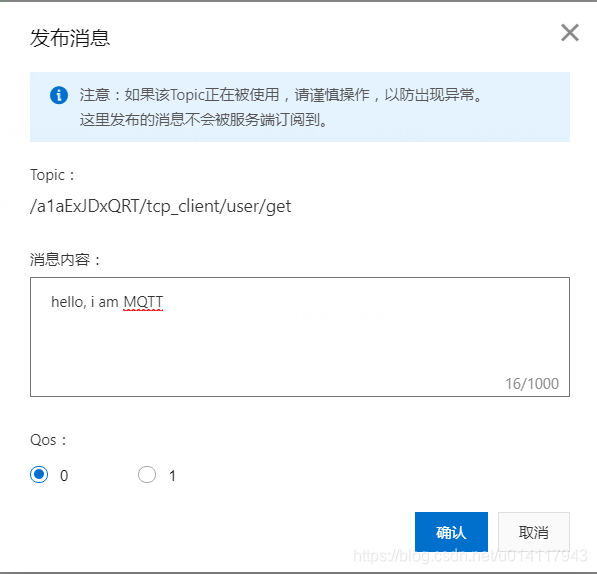 发布消息
注意：如果该Topic正在被使用，请谨慎操作，以防出现异常。
这里发布的消息不会被服务端订阅到。
Topic：
/a1aExJDxQRT/tcp_client/user/get
消息内容：
hello, i am MQTT
16/1000
Qos：
0 1
确认 取消
https://blog.csdn.net/u014117943